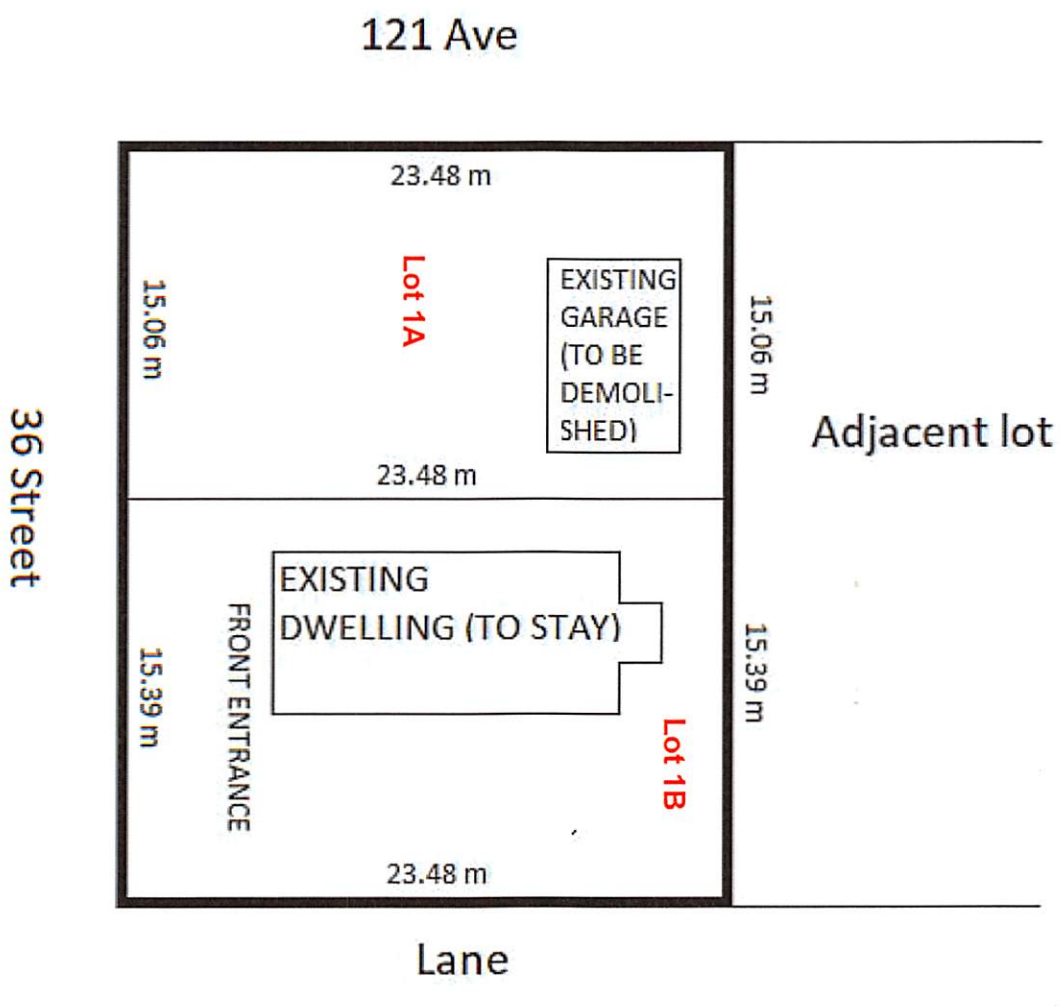 121 Ave
23.48 m
15.06 m
Lot 1A
EXISTING
GARAGE
(TO BE
DEMOLI-
SHED)
15.06 m
36 Street
Adjacent lot
23.48 m
EXISTING
DWELLING (TO STAY)
FRONT ENTRANCE
15.39 m
15.39 m
Lot 1B
23.48 m
Lane